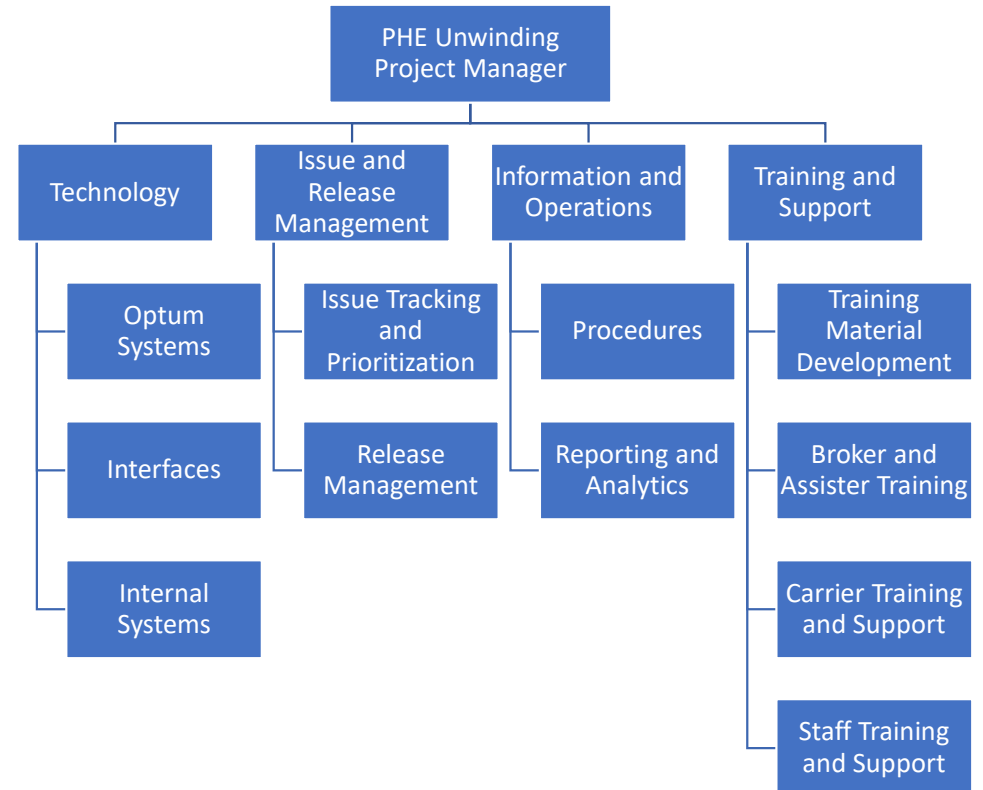 PHE Unwinding
Project Manager
Technology
Issue and
Release
Management
Information and
Operations
Training and
Support
Optum
Systems
Interfaces
Internal
Systems
Issue Tracking
and
Prioritization
Release
Management
Procedures
Reporting and
Analytics
Training
Material
Development
Broker and
Assister Training
Carrier Training
and Support
Staff Training
and Support